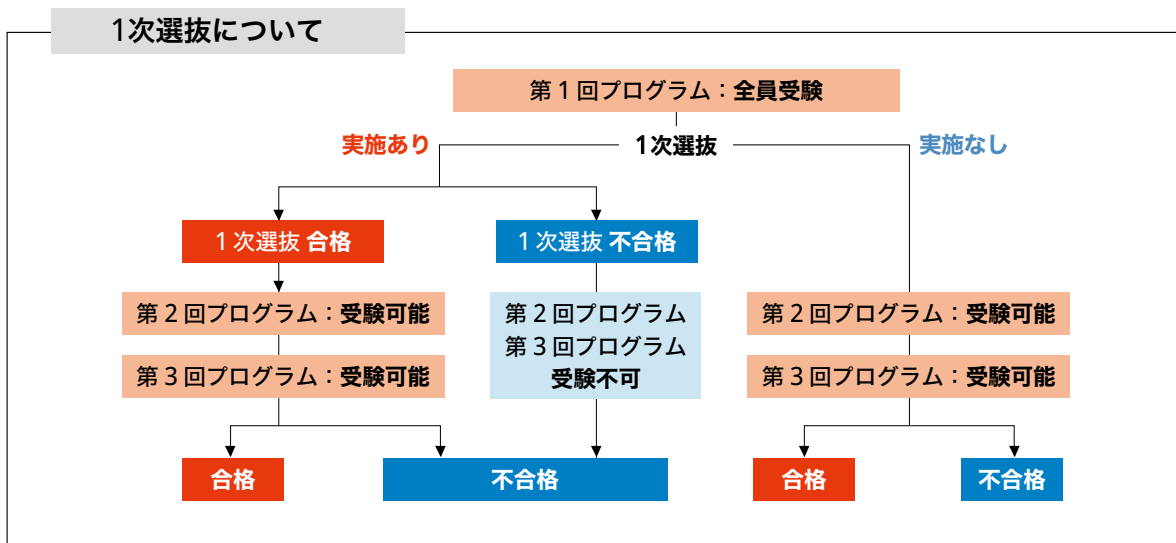 1次選抜について
第1回プログラム：全員受験
実施あり
1次選抜
実施なし
1次選抜 合格
1次選抜 不合格
第2回プログラム：受験可能
第2回プログラム
第3回プログラム
受験不可
第2回プログラム：受験可能
第3回プログラム：受験可能
第3回プログラム：受験可能
合格
不合格
合格
不合格